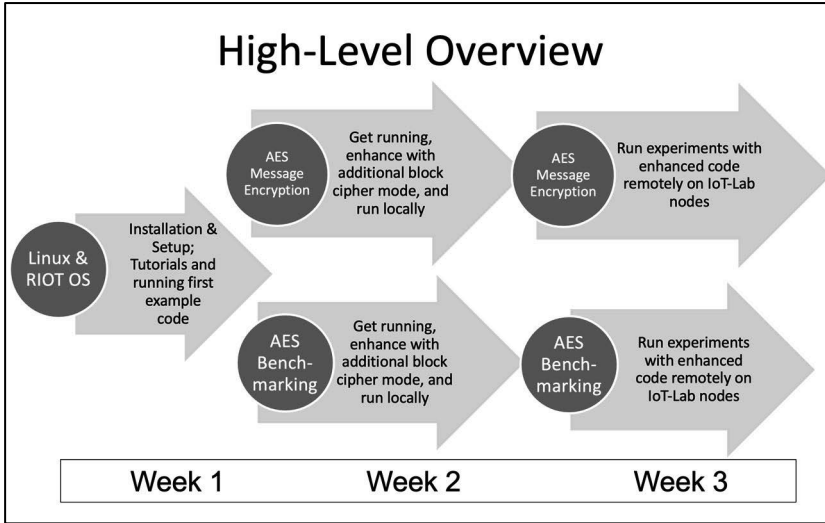 High-Level Overview
Linux &
RIOT OS
Installation &
Setup;
Tutorials and
running first
example
code
AES
Message
Encryption
Get running,
enhance with
additional block
cipher mode, and
run locally
AES
Message
Encryption
Run experiments with
enhanced code
remotely on IoT-Lab
nodes
AES
Bench-
marking
Get running,
enhance with
additional block
cipher mode, and
run locally
AES
Bench-
marking
Run experiments
with enhanced
code remotely on
IoT-Lab nodes
Week 1 Week 2 Week 3